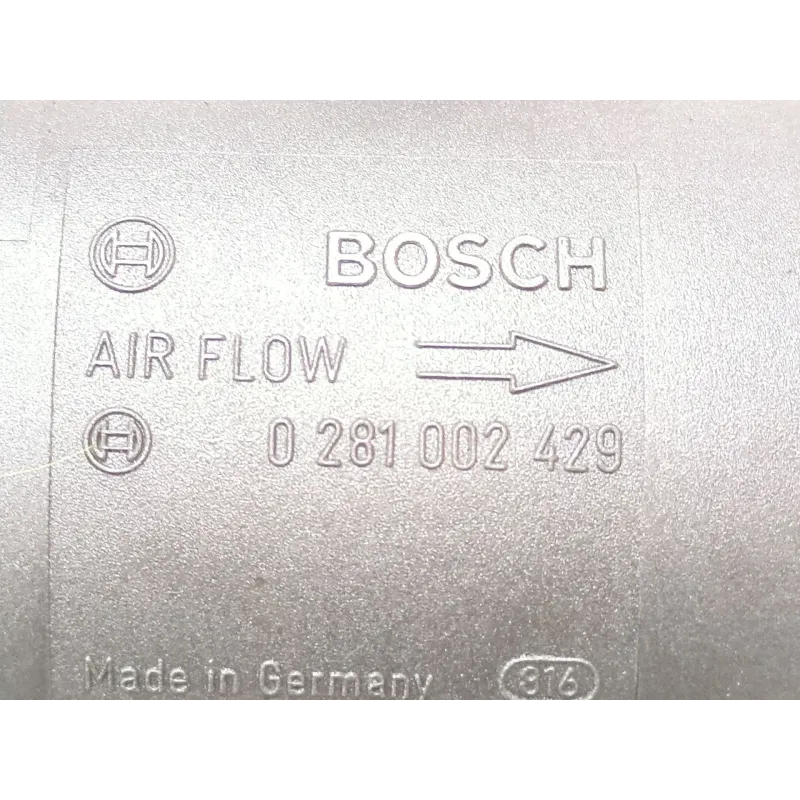 BOSCH
AIR FLOW
0 281 002 429
Made in Germany 816